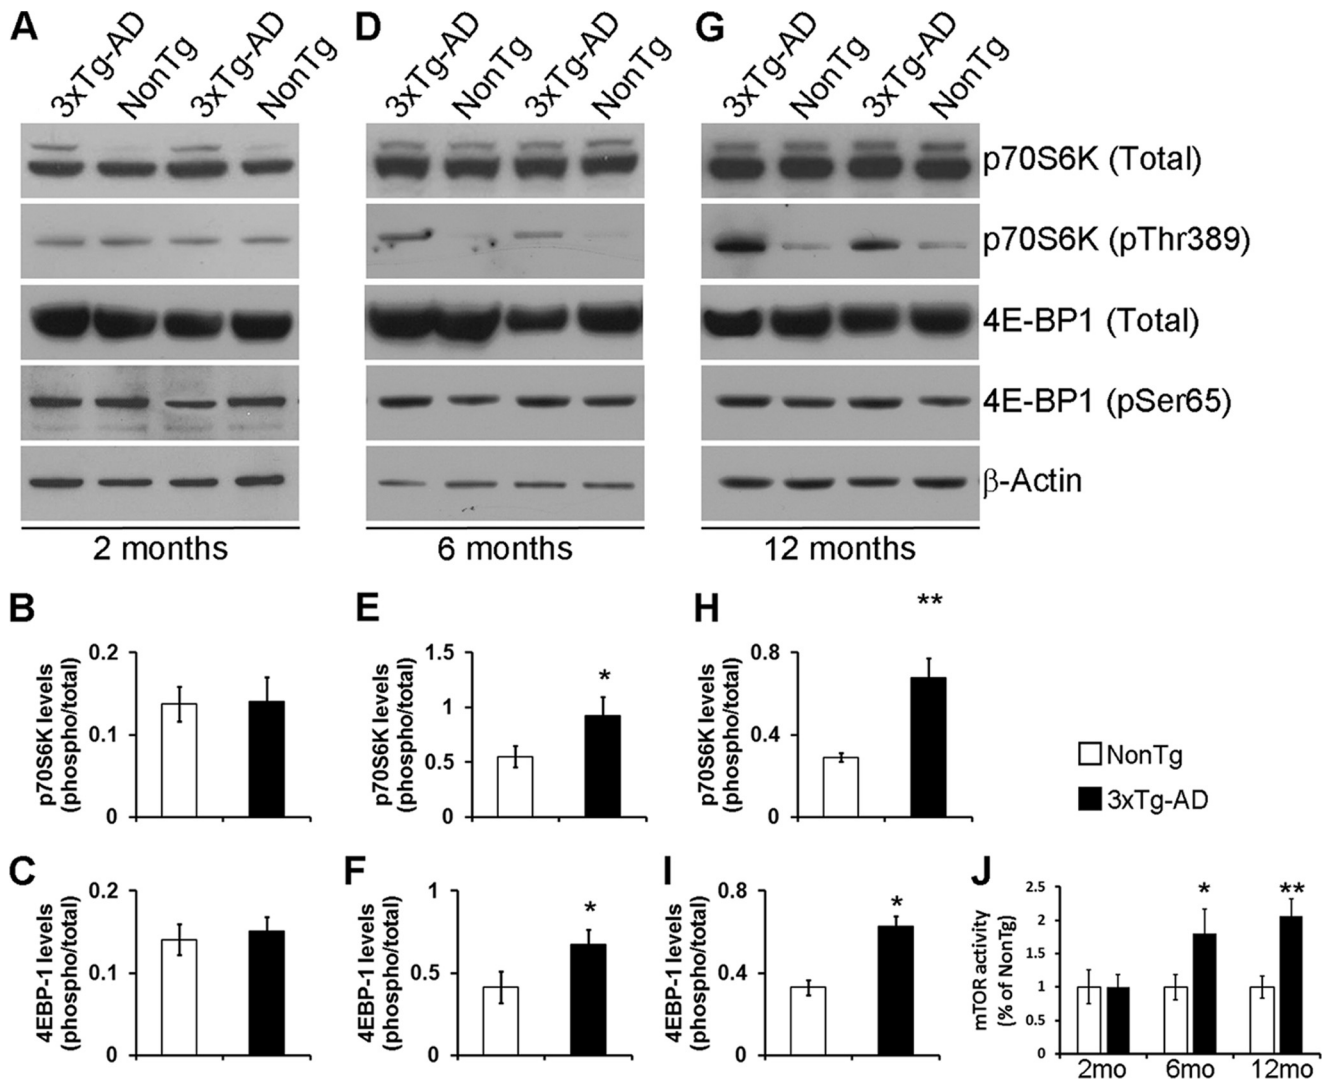 A
3xTg-AD
NonTg
3xTg-AD
NonTg
D
3xTg-AD
NonTg
3xTg-AD
NonTg
G
3xTg-AD
NonTg
3xTg-AD
NonTg
p70S6K (Total)
p70S6K (pThr389)
4E-BP1 (Total)
4E-BP1 (pSer65)
β-Actin
2 months
6 months
12 months
B
p70S6K levels
(phospho/total)
0.2
0.1
0
E
p70S6K levels
(phospho/total)
1.5
1
0.5
0
*
H
p70S6K levels
(phospho/total)
0.8
0.4
0
**
NonTg
3xTg-AD
C
4EBP-1 levels
(phospho/total)
0.2
0.1
0
F
4EBP-1 levels
(phospho/total)
1
0.5
0
*
I
4EBP-1 levels
(phospho/total)
0.8
0.4
0
*
J
mTOR activity
(% of NonTg)
2.5
2
1.5
1
0.5
0
*
**
2mo
6mo
12mo